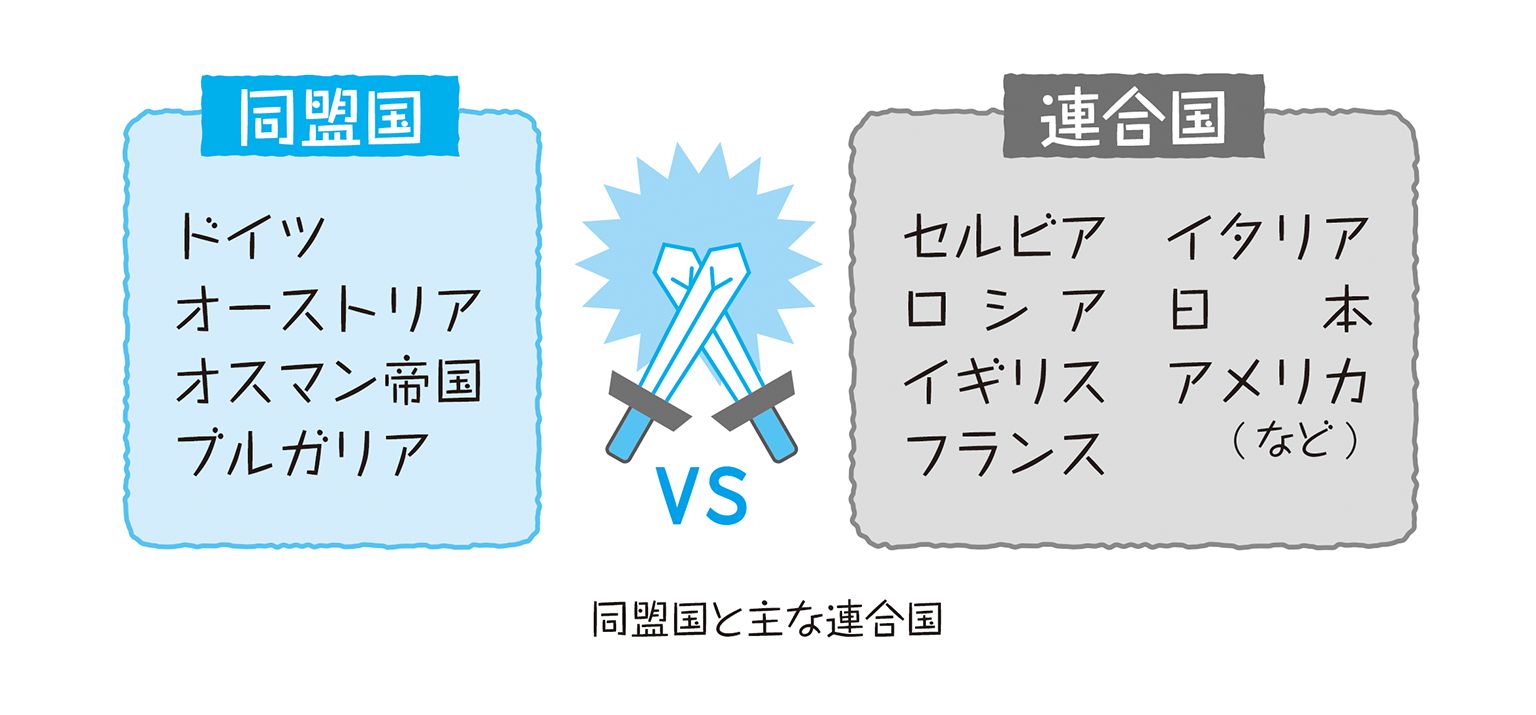 同盟国
ドイツ
オーストリア
オスマン帝国
ブルガリア
VS
連合国
セルビア
ロシア
イギリス
フランス
イタリア
日本
アメリカ
(など)
同盟国と主な連合国